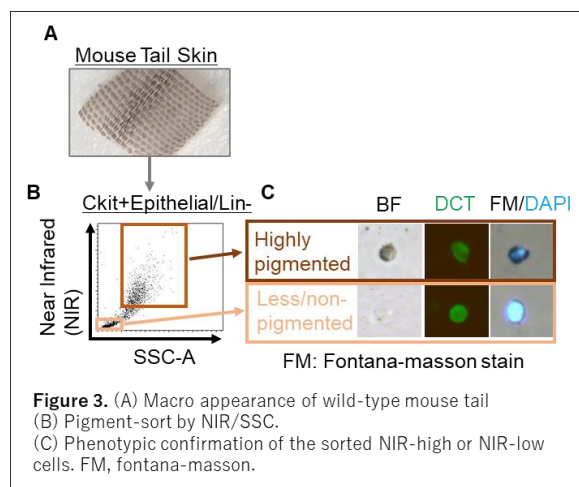 A
Mouse Tail Skin
B
Ckit+Epithelial/Lin-
C
BF
DCT
FM/DAPI
Near Infrared
(NIR)
Highly
pigmented
Less/non-
pigmented
SSC-A
FM: Fontana-masson stain
Figure 3. (A) Macro appearance of wild-type mouse tail
(B) Pigment-sort by NIR/SSC.
(C) Phenotypic confirmation of the sorted NIR-high or NIR-low
cells. FM, fontana-masson.